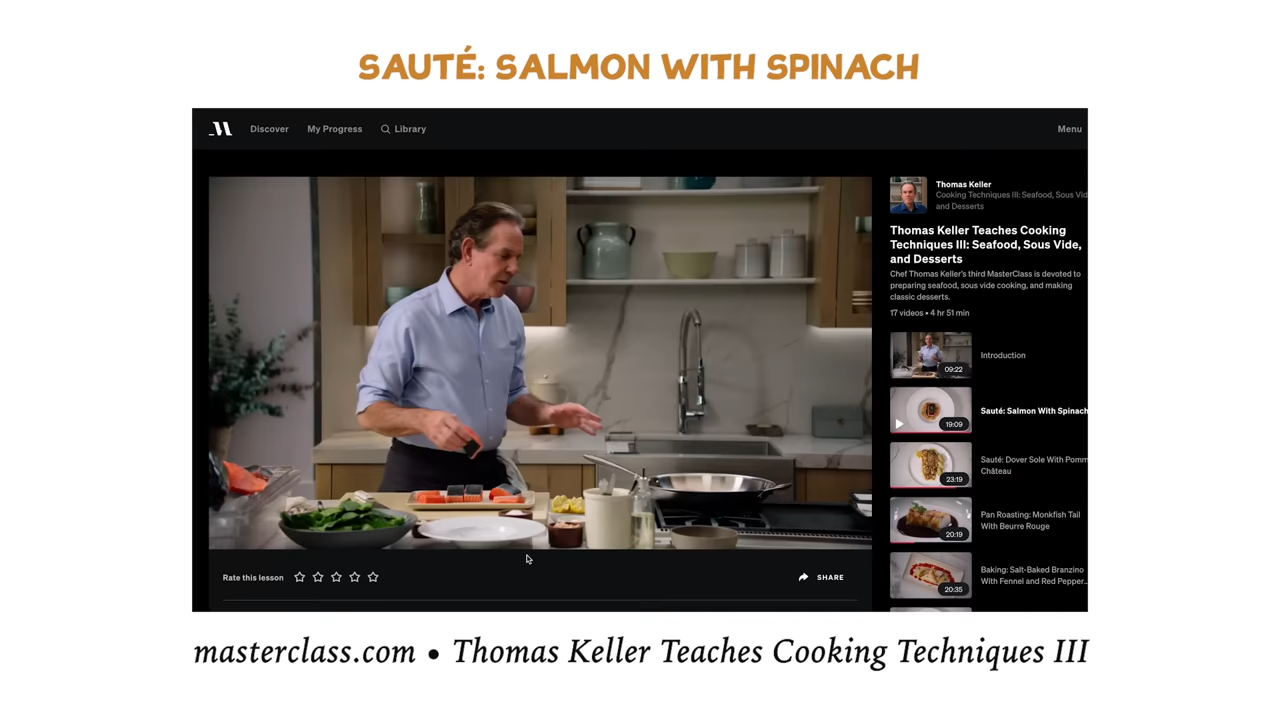 SAUTÉ: SALMON WITH SPINACH
Discover
My Progress
Library
Menu
Thomas Keller
Cooking Techniques III: Seafood, Sous Vid
and Desserts
Thomas Keller Teaches Cooking
Techniques III: Seafood, Sous Vide,
and Desserts
Chef Thomas Keller's third MasterClass is devoted to
preparing seafood, sous vide cooking, and making
classic desserts.
17 videos • 4 hr 51 min
09:22
Introduction
19:09
Sauté: Salmon With Spinach
23:19
Sauté: Dover Sole With Pomm
Château
20:19
Pan Roasting: Monkfish Tail
With Beurre Rouge
20:35
Baking: Salt-Baked Branzino
With Fennel and Red Pepper...
Rate this lesson
SHARE
masterclass.com • Thomas Keller Teaches Cooking Techniques III